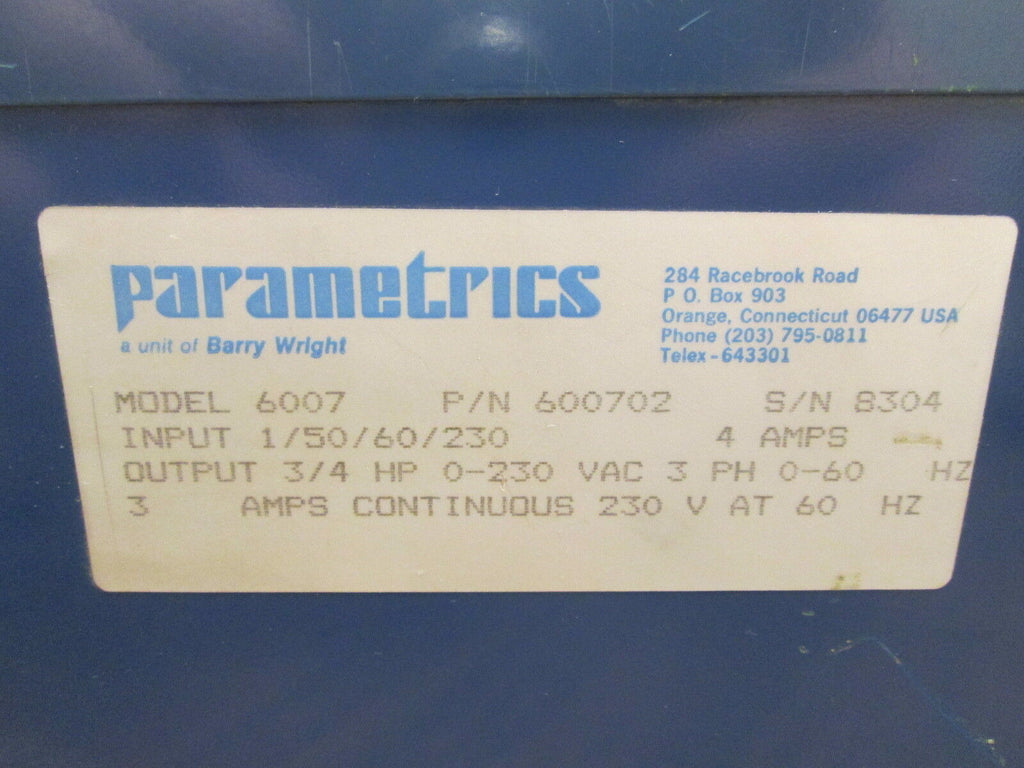 parametrics
a unit of Barry Wright
284 Racebrook Road
P O. Box 903
Orange, Connecticut 06477 USA
Phone (203) 795-0811
Telex-643301
MODEL 6007 P/N 600702 S/N 8304
INPUT 1/50/60/230 4 AMPS
OUTPUT 3/4 HP 0-230 VAC 3 PH 0-60 HZ
3 AMPS CONTINUOUS 230 V AT 60 HZ